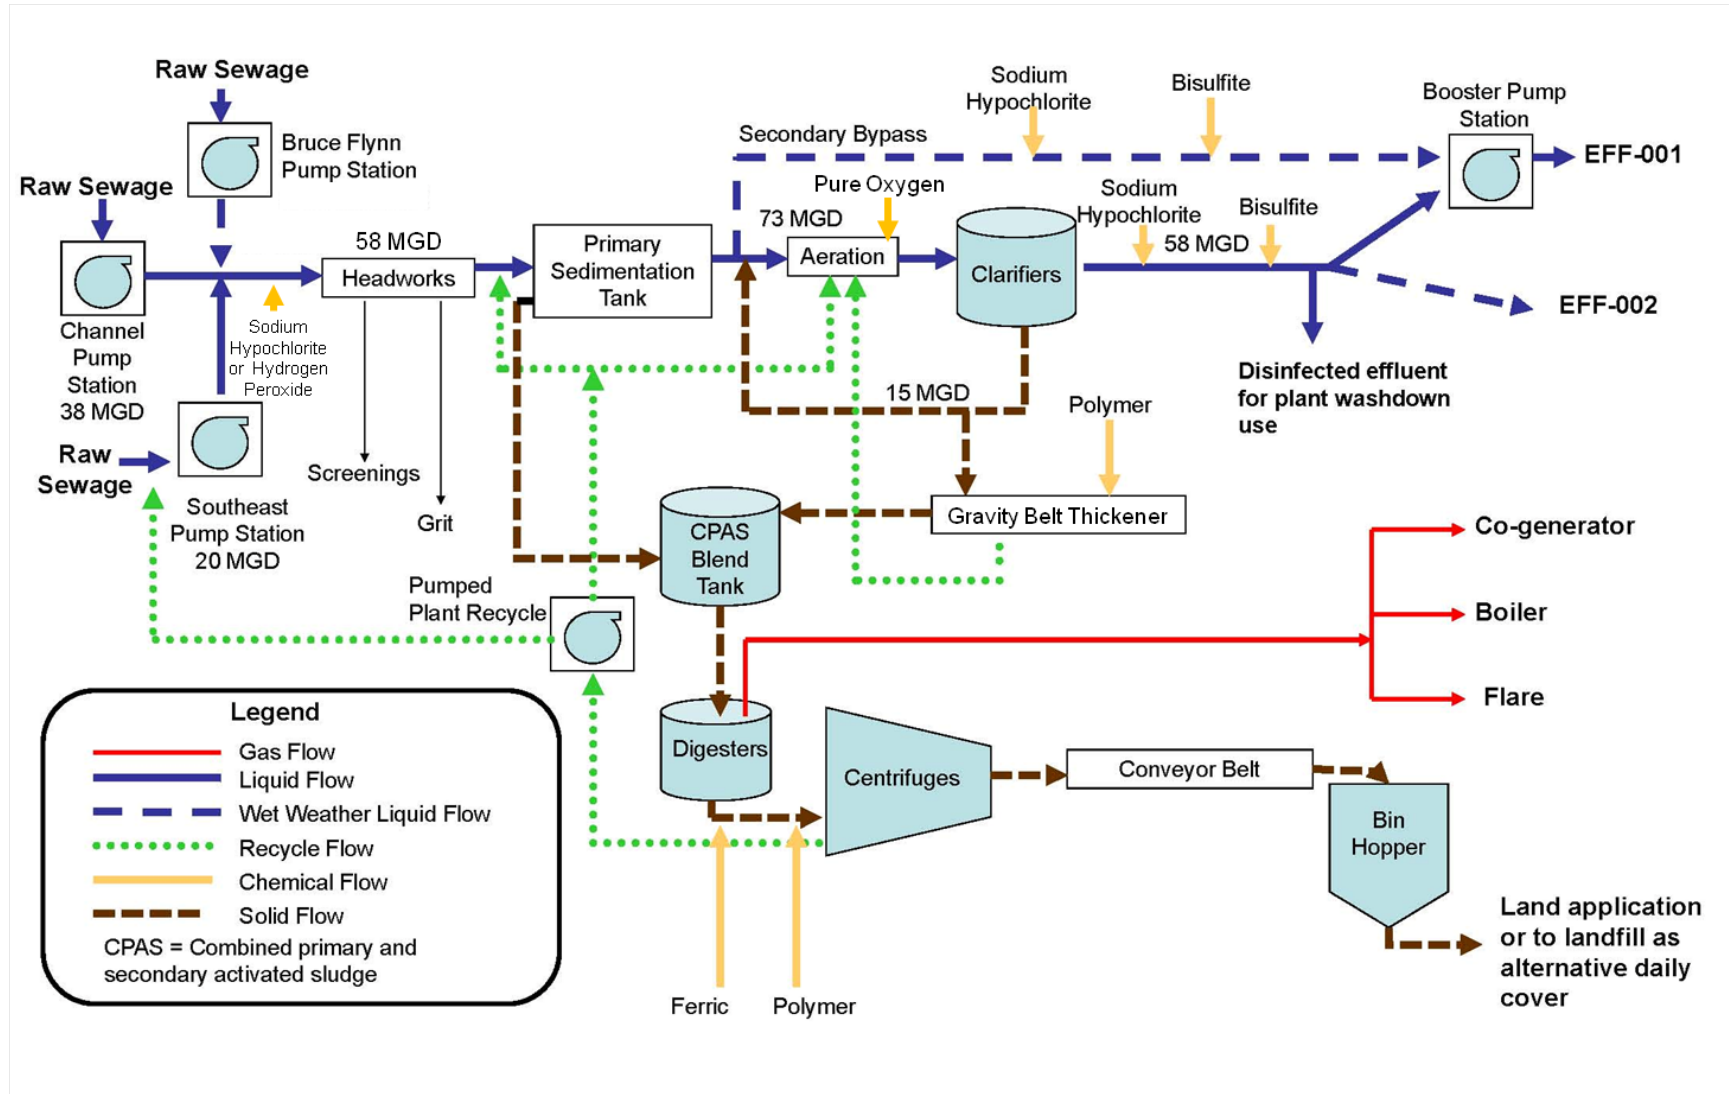 Raw Sewage
Bruce Flynn
Pump Station
Raw Sewage
Channel
Pump
Station
38 MGD
Sodium
Hypochlorite
or Hydrogen
Peroxide
Raw
Sewage
Southeast
Pump Station
20 MGD
58 MGD
Headworks
Screenings
Grit
Primary
Sedimentation
Tank
Secondary Bypass
Sodium
Hypochlorite
Bisulfite
Booster Pump
Station
EFF-001
Pure Oxygen
73 MGD
Aeration
Clarifiers
Sodium
Hypochlorite
58 MGD
Bisulfite
EFF-002
Disinfected effluent
for plant washdown
use
15 MGD
Polymer
Gravity Belt Thickener
CPAS
Blend
Tank
Pumped
Plant Recycle
Co-generator
Boiler
Flare
Digesters
Centrifuges
Conveyor Belt
Bin
Hopper
Land application
or to landfill as
alternative daily
cover
Ferric
Polymer
Legend
Gas Flow
Liquid Flow
Wet Weather Liquid Flow
Recycle Flow
Chemical Flow
Solid Flow
CPAS = Combined primary and
secondary activated sludge